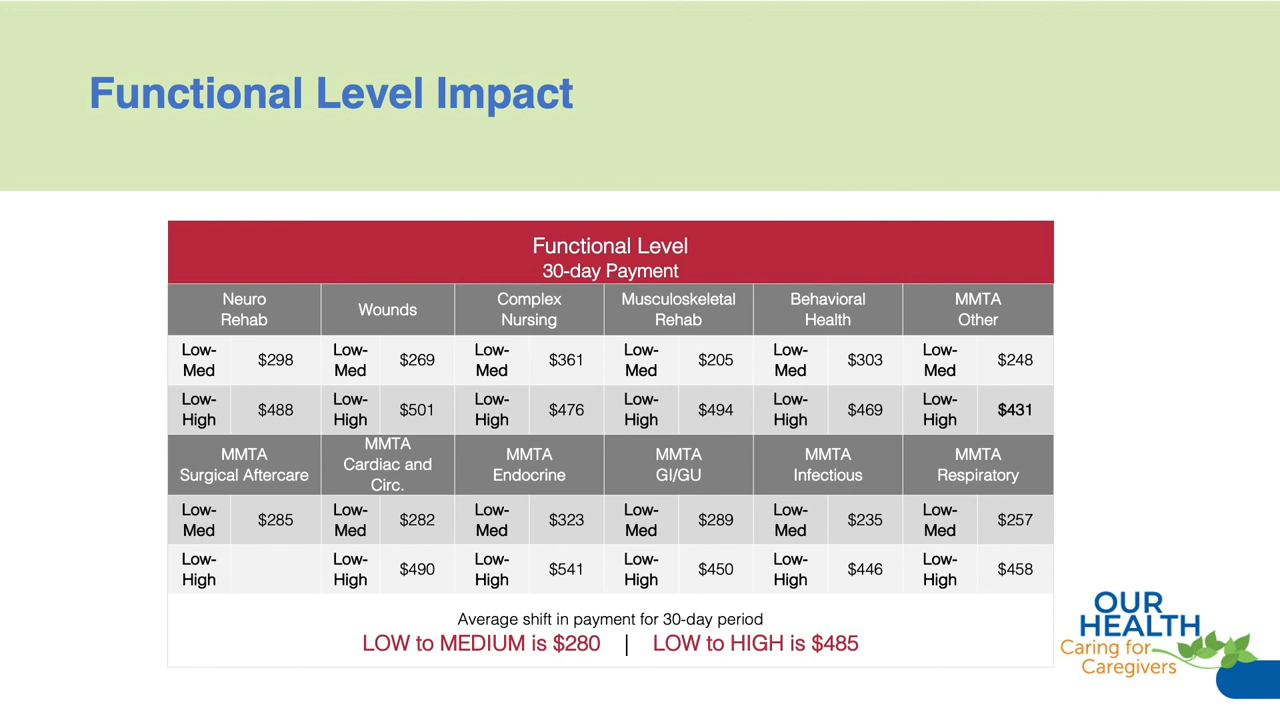 Functional Level Impact
Functional Level
30-day Payment
Neuro
Rehab
Wounds
Complex
Nursing
Musculoskeletal
Rehab
Behavioral
Health
MMTA
Other
Low-
Med
$298
Low-
Med
$269
Low-
Med
$361
Low-
Med
$205
Low-
Med
$303
Low-
Med
$248
Low-
High
$488
Low-
High
$501
Low-
High
$476
Low-
High
$494
Low-
High
$469
Low-
High
$431
MMTA
Surgical Aftercare
MMTA
Cardiac and
Circ.
MMTA
Endocrine
MMTA
GI/GU
MMTA
Infectious
MMTA
Respiratory
Low-
Med
$285
Low-
Med
$282
Low-
Med
$323
Low-
Med
$289
Low-
Med
$235
Low-
Med
$257
Low-
High
Low-
High
$490
Low-
High
$541
Low-
High
$450
Low-
High
$446
Low-
High
$458
Average shift in payment for 30-day period
LOW to MEDIUM is $280 | LOW to HIGH is $485
OUR
HEALTH
Caring for
Caregivers